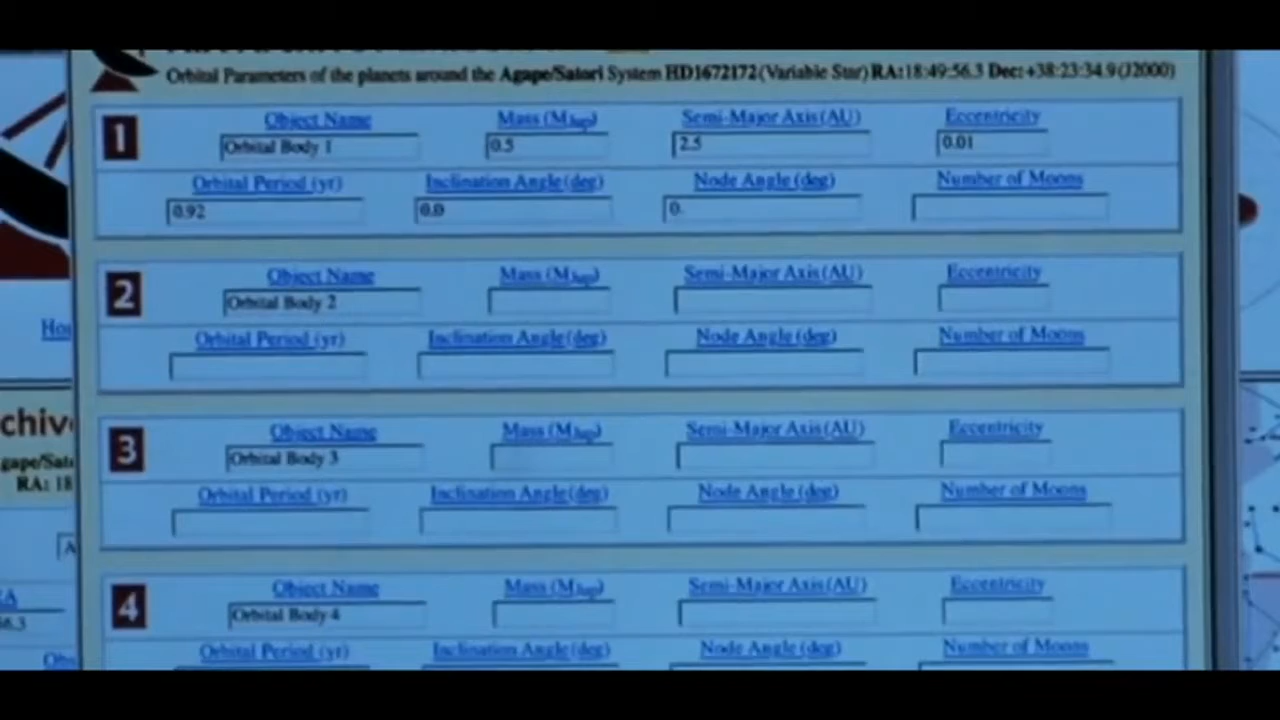 Orbital Parameters of the planets around the Agape/Satori System HD1672172 (Variable Star) RA:18:49:56.3 Dec:+38:23:34.9 (J2000)
1 Object Name Mass (MJup) Semi-Major Axis (AU) Eccentricity
Orbital Body 1 0.5 2.5 0.01
Orbital Period (yr) Inclination Angle (deg) Node Angle (deg) Number of Moons
0.92 0.0 0.
2 Object Name Mass (MJup) Semi-Major Axis (AU) Eccentricity
Orbital Body 2
Orbital Period (yr) Inclination Angle (deg) Node Angle (deg) Number of Moons
3 Object Name Mass (MJup) Semi-Major Axis (AU) Eccentricity
Orbital Body 3
Orbital Period (yr) Inclination Angle (deg) Node Angle (deg) Number of Moons
4 Object Name Mass (MJup) Semi-Major Axis (AU) Eccentricity
Orbital Body 4
Orbital Period (yr) Inclination Angle (deg) Node Angle (deg) Number of Moons
RA: 18